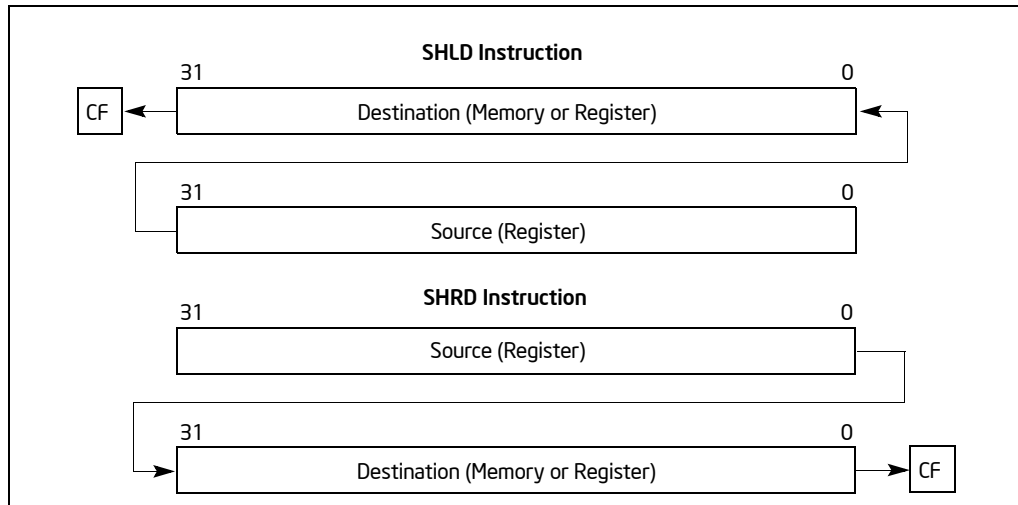 SHLD Instruction
31 0
CF Destination (Memory or Register)
31 0
Source (Register)
SHRD Instruction
31 0
Source (Register)
31 0
Destination (Memory or Register) CF